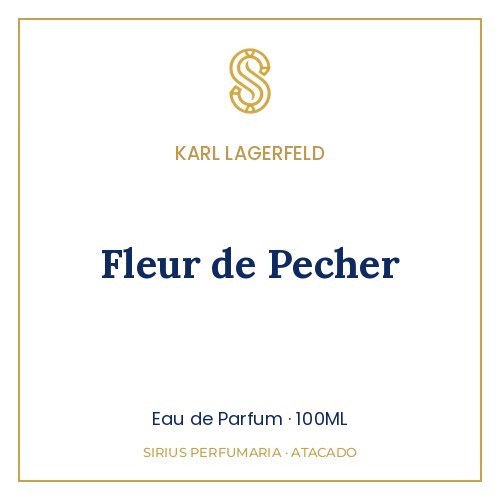 KARL LAGERFELD
Fleur de Pecher
Eau de Parfum · 100ML
SIRIUS PERFUMARIA · ATACADO